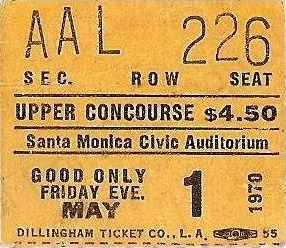 AAL 226
SEC. ROW SEAT
UPPER CONCOURSE $4.50
Santa Monica Civic Auditorium
GOOD ONLY
FRIDAY EVE.
MAY 1 1970
DILLINGHAM TICKET CO., L. A. 55